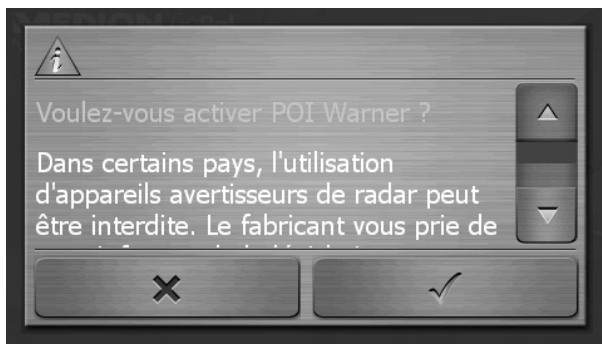 MEDION
Voulez-vous activer POI Warner ?
Dans certains pays, l'utilisation
d'appareils avertisseurs de radar peut
être interdite. Le fabricant vous prie de